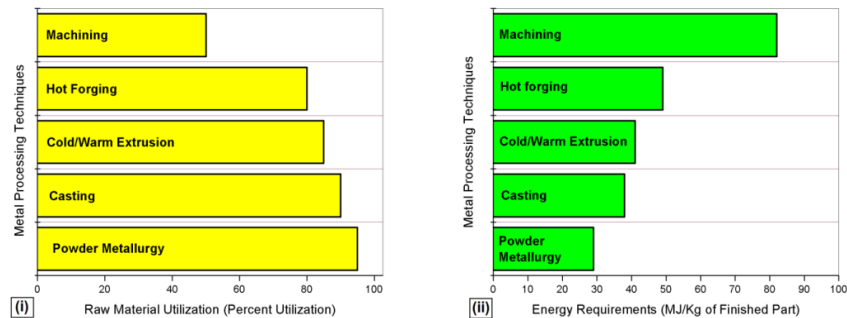 Metal Processing Techniques
Machining
Hot Forging
Cold/Warm Extrusion
Casting
Powder Metallurgy
0 20 40 60 80 100
(i)
Raw Material Utilization (Percent Utilization)
Metal Processing Techniques
Machining
Hot forging
Cold/Warm Extrusion
Casting
Powder
Metallurgy
0 10 20 30 40 50 60 70 80 90 100
(ii)
Energy Requirements (MJ/Kg of Finished Part)